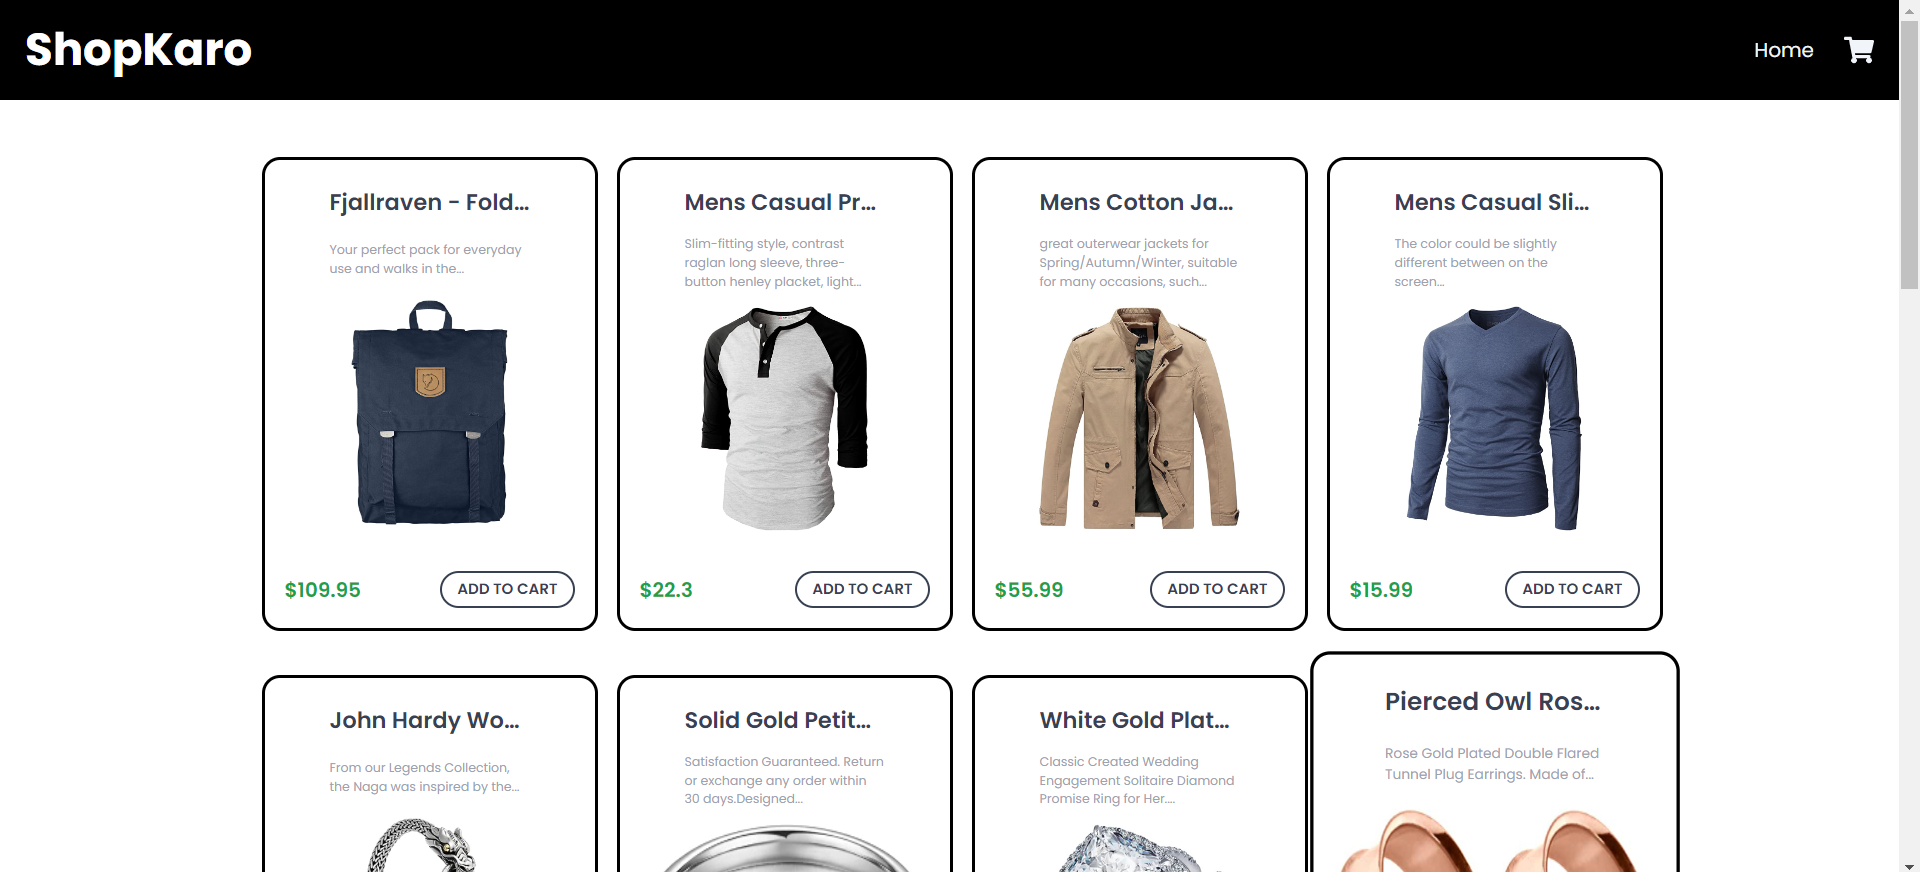 ShopKaro
Home
Fjallraven - Fold...
Your perfect pack for everyday
use and walks in the...
$109.95
ADD TO CART
Mens Casual Pr...
Slim-fitting style, contrast
raglan long sleeve, three-
button henley placket, light...
$22.3
ADD TO CART
Mens Cotton Ja...
great outerwear jackets for
Spring/Autumn/Winter, suitable
for many occasions, such...
$55.99
ADD TO CART
Mens Casual Sli...
The color could be slightly
different between on the
screen...
$15.99
ADD TO CART
John Hardy Wo...
From our Legends Collection,
the Naga was inspired by the...
Solid Gold Petit...
Satisfaction Guaranteed. Return
or exchange any order within
30 days.Designed...
White Gold Plat...
Classic Created Wedding
Engagement Solitaire Diamond
Promise Ring for Her....
Pierced Owl Ros...
Rose Gold Plated Double Flared
Tunnel Plug Earrings. Made of...